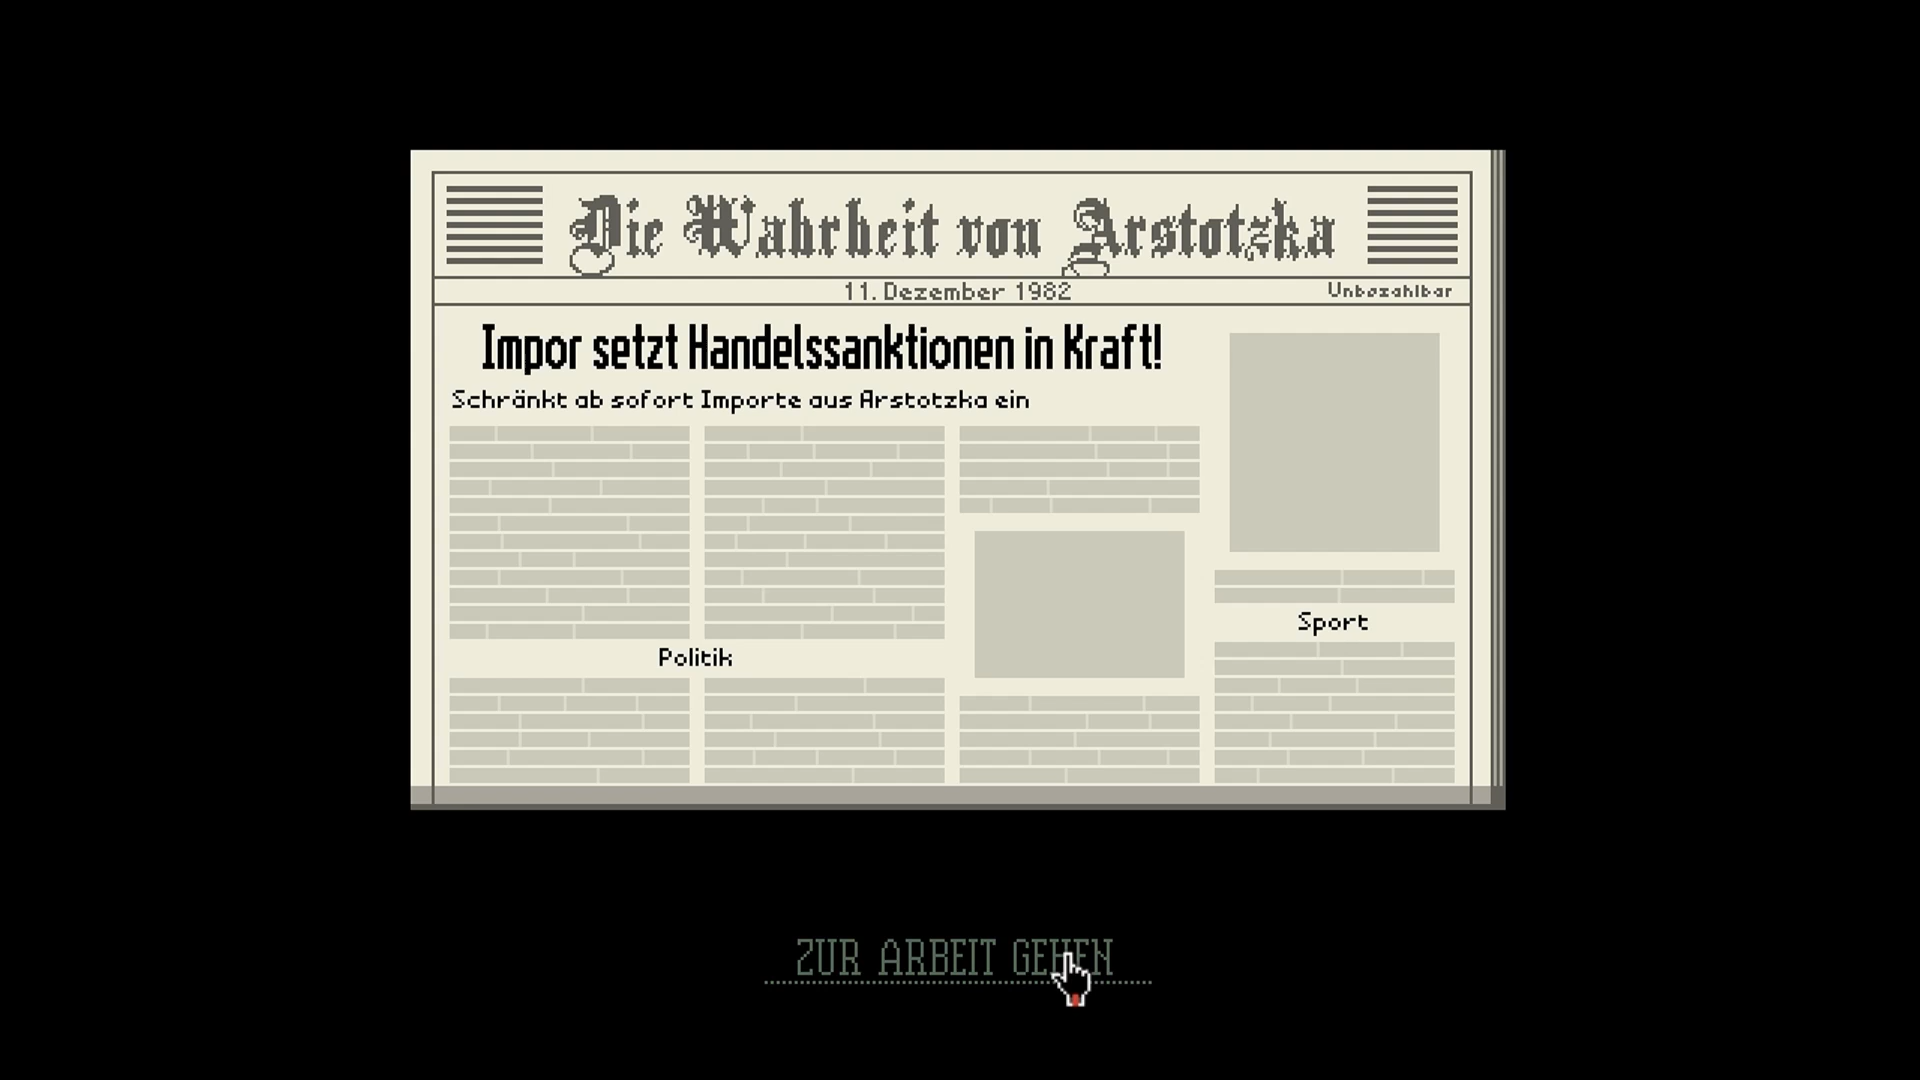 Die Wahrheit von Arstotzka
11. Dezember 1982
Unbezahlbar
Impor setzt Handelssanktionen in Kraft!
Schränkt ab sofort Importe aus Arstotzka ein
Politik
Sport
ZUR ARBEIT GEHEN